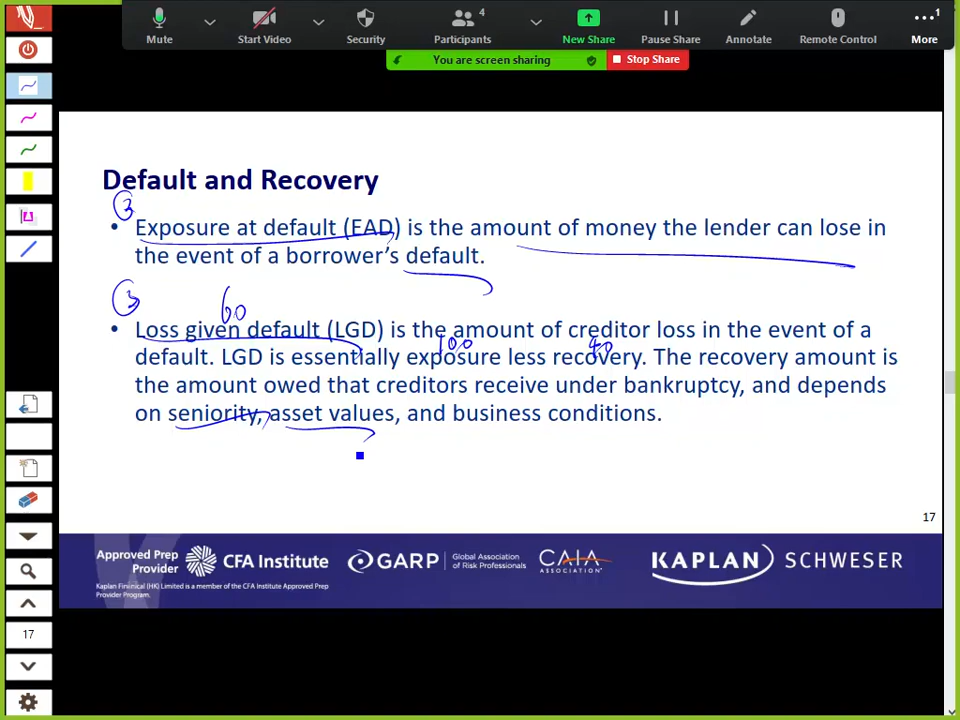 4
1
Mute
Start Video
Security
Participants
New Share
Pause Share
Annotate
Remote Control
More
You are screen sharing
Stop Share
Default and Recovery
• Exposure at default (EAD) is the amount of money the lender can lose in
the event of a borrower’s default.
3
60
• Loss given default (LGD) is the amount of creditor loss in the event of a
100
40
default. LGD is essentially exposure less recovery. The recovery amount is
the amount owed that creditors receive under bankruptcy, and depends
on seniority, asset values, and business conditions.
17
Approved Prep
Provider
CFA Institute
GARP
Global Association
of Risk Professionals
CAIA
ASSOCIATION®
KAPLAN
SCHWESER
Kaplan Fininical (HK) Limited is a member of the CFA Institute Approved Prep
Provider Program.
17